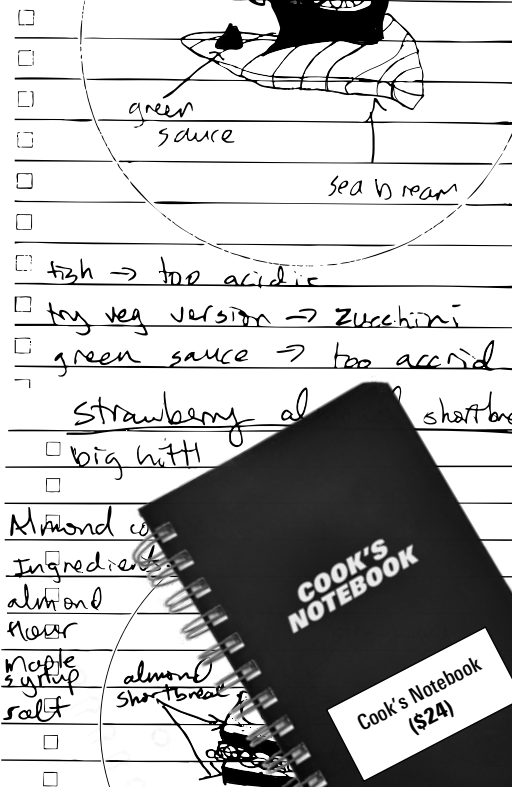 green
sauce
sea bream
fish → too acidic
try veg version → zucchini
green sauce → too accrid
strawberry
big hit!!
Almond
Ingredients
almond
flour
maple
syrup
salt
almond
shortbread
COOK'S
NOTEBOOK
Cook's Notebook
($24)